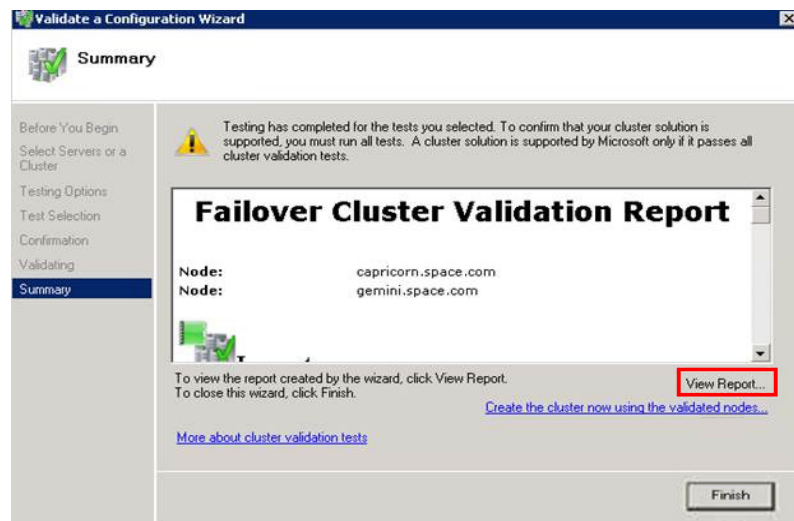 Validate a Configuration Wizard
Summary
Before You Begin
Select Servers or a
Cluster
Testing Options
Test Selection
Confirmation
Validating
Summary
Testing has completed for the tests you selected. To confirm that your cluster solution is
supported, you must run all tests. A cluster solution is supported by Microsoft only if it passes all
cluster validation tests.
Failover Cluster Validation Report
Node: capricorn.space.com
Node: gemini.space.com
To view the report created by the wizard, click View Report.
To close this wizard, click Finish.
View Report...
Create the cluster now using the validated nodes...
More about cluster validation tests
Finish